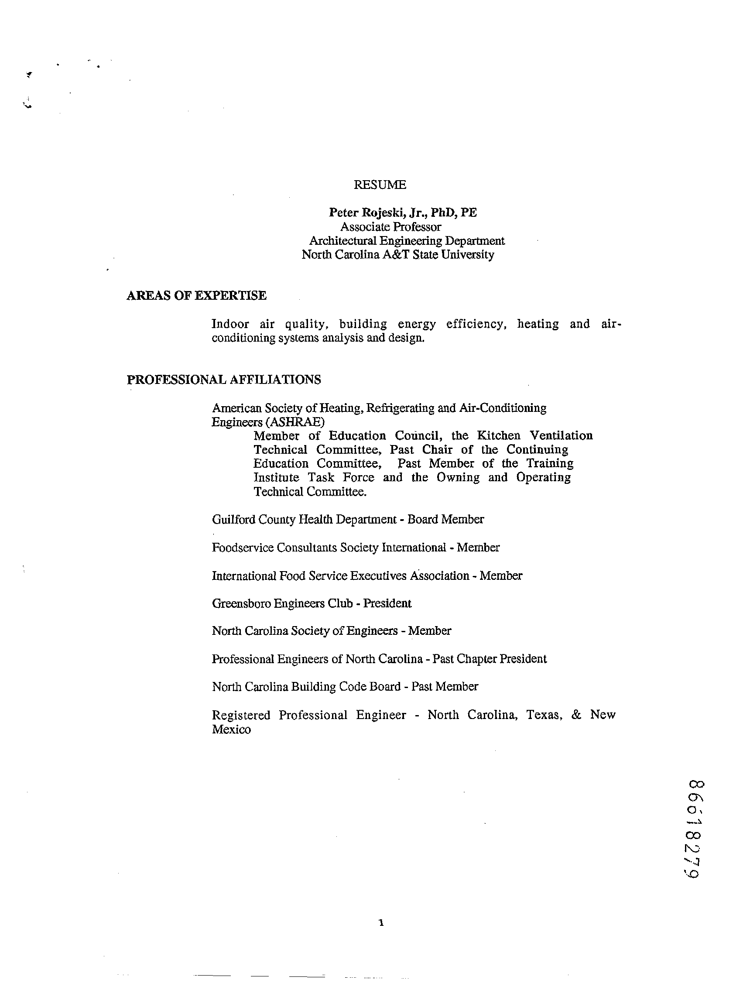 RESUME
Peter Rojeski, Jr., PhD, PE
Associate Professor
Architectural Engineering Department
North Carolina A&T State University
AREAS OF EXPERTISE
Indoor air quality, building energy efficiency, heating and air-
conditioning systems analysis and design.
PROFESSIONAL AFFILIATIONS
American Society of Heating, Refrigerating and Air-Conditioning
Engineers (ASHRAE)
Member of Education Council, the Kitchen Ventilation
Technical Committee, Past Chair of the Continuing
Education Committee, Past Member of the Training
Institute Task Force and the Owning and Operating
Technical Committee.
Guilford County Health Department - Board Member
Foodservice Consultants Society International - Member
International Food Service Executives Association - Member
Greensboro Engineers Club - President
North Carolina Society of Engineers - Member
Professional Engineers of North Carolina - Past Chapter President
North Carolina Building Code Board - Past Member
Registered Professional Engineer - North Carolina, Texas, & New
Mexico
86618279
1